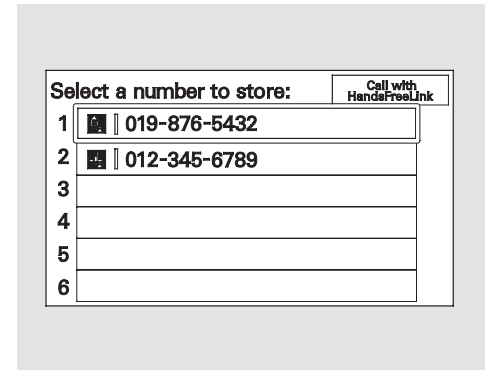 Select a number to store:
Call with
HandsFreeLink
1 019-876-5432
2 012-345-6789
3
4
5
6